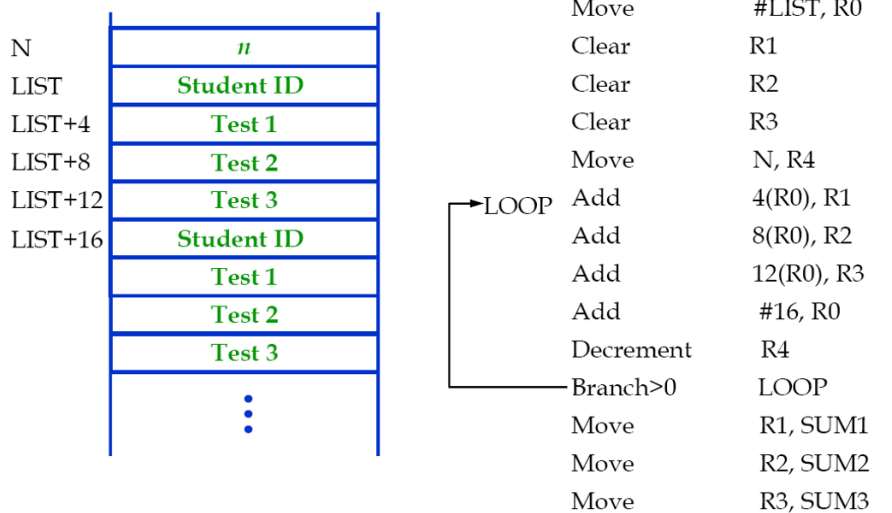 N n
LIST Student ID
LIST+4 Test 1
LIST+8 Test 2
LIST+12 Test 3
LIST+16 Student ID
Test 1
Test 2
Test 3
Move #LIST, R0
Clear R1
Clear R2
Clear R3
Move N, R4
LOOP Add 4(R0), R1
Add 8(R0), R2
Add 12(R0), R3
Add #16, R0
Decrement R4
Branch>0 LOOP
Move R1, SUM1
Move R2, SUM2
Move R3, SUM3